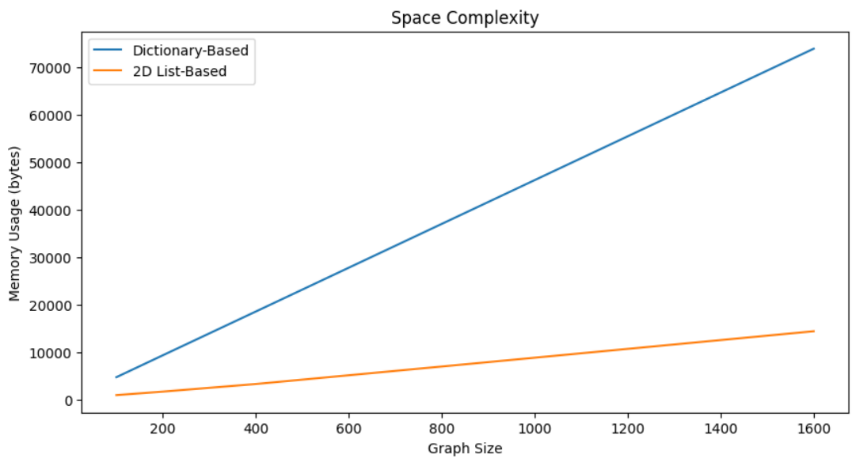 Space Complexity
Dictionary-Based
2D List-Based
Memory Usage (bytes)
70000
60000
50000
40000
30000
20000
10000
0
200 400 600 800 1000 1200 1400 1600
Graph Size